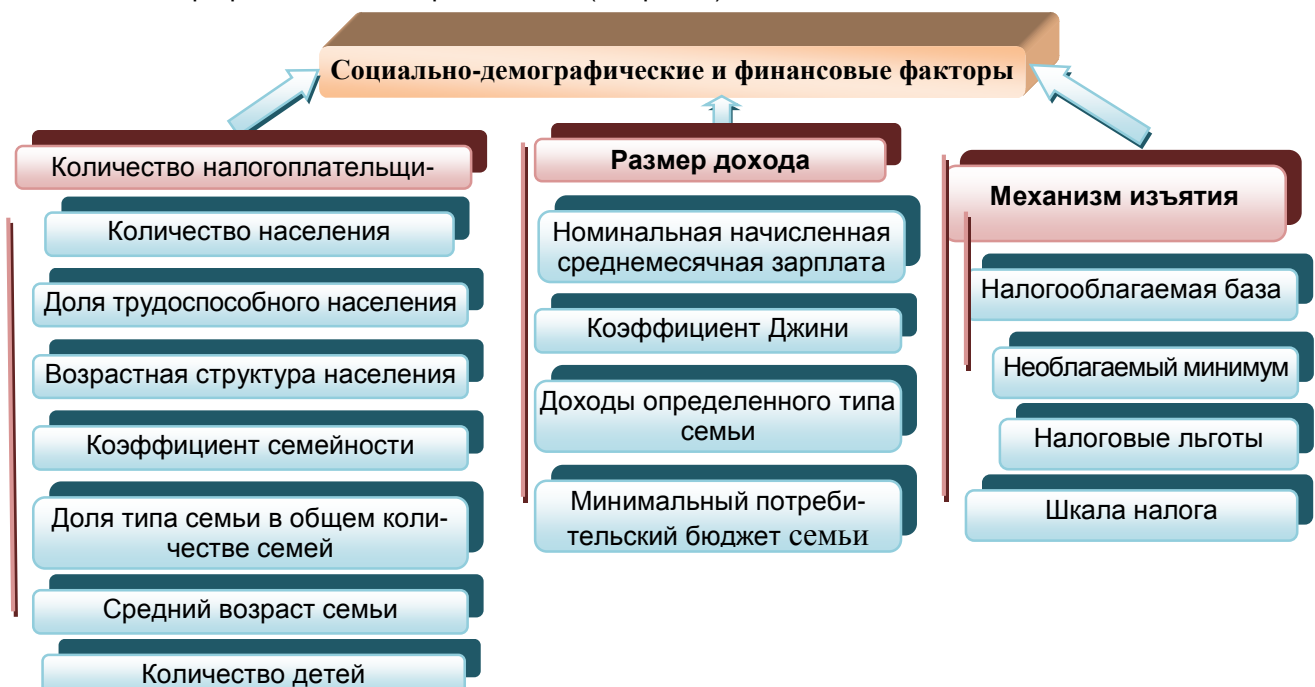 Социально-демографические и финансовые факторы
Количество налогоплательщи-
Количество населения
Доля трудоспособного населения
Возрастная структура населения
Коэффициент семейности
Доля типа семьи в общем коли-
честве семей
Средний возраст семьи
Количество детей
Размер дохода
Номинальная начисленная
среднемесячная зарплата
Коэффициент Джини
Доходы определенного типа
семьи
Минимальный потреби-
тельский бюджет семьи
Механизм изъятия
Налогооблагаемая база
Необлагаемый минимум
Налоговые льготы
Шкала налога